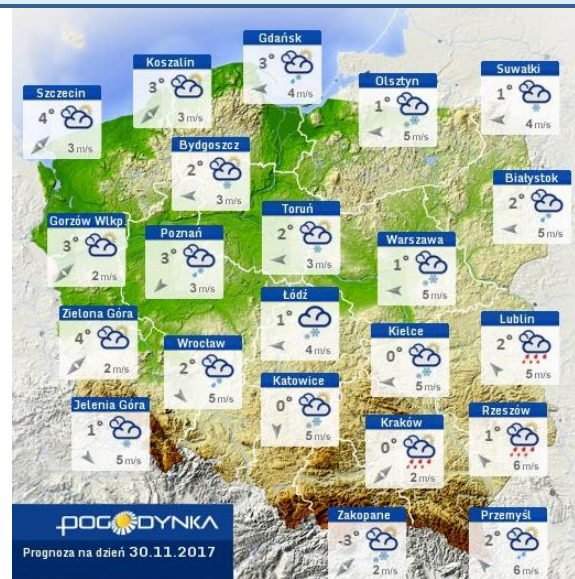 Gdańsk
3°
4 m/s
Koszalin
3°
3 m/s
Suwałki
1°
4 m/s
Olsztyn
1°
5 m/s
Szczecin
4°
3 m/s
Bydgoszcz
2°
3 m/s
Białystok
2°
5 m/s
Toruń
2°
3 m/s
Gorzów Wlkp.
3°
2 m/s
Poznań
3°
3 m/s
Warszawa
1°
5 m/s
Łódź
1°
4 m/s
Zielona Góra
4°
2 m/s
Lublin
2°
5 m/s
Kielce
0°
5 m/s
Wrocław
2°
5 m/s
Katowice
0°
5 m/s
Jelenia Góra
1°
5 m/s
Rzeszów
1°
6 m/s
Kraków
0°
2 m/s
Zakopane
-3°
2 m/s
Przemyśl
2°
6 m/s
POGODYNKA
Prognoza na dzień 30.11.2017